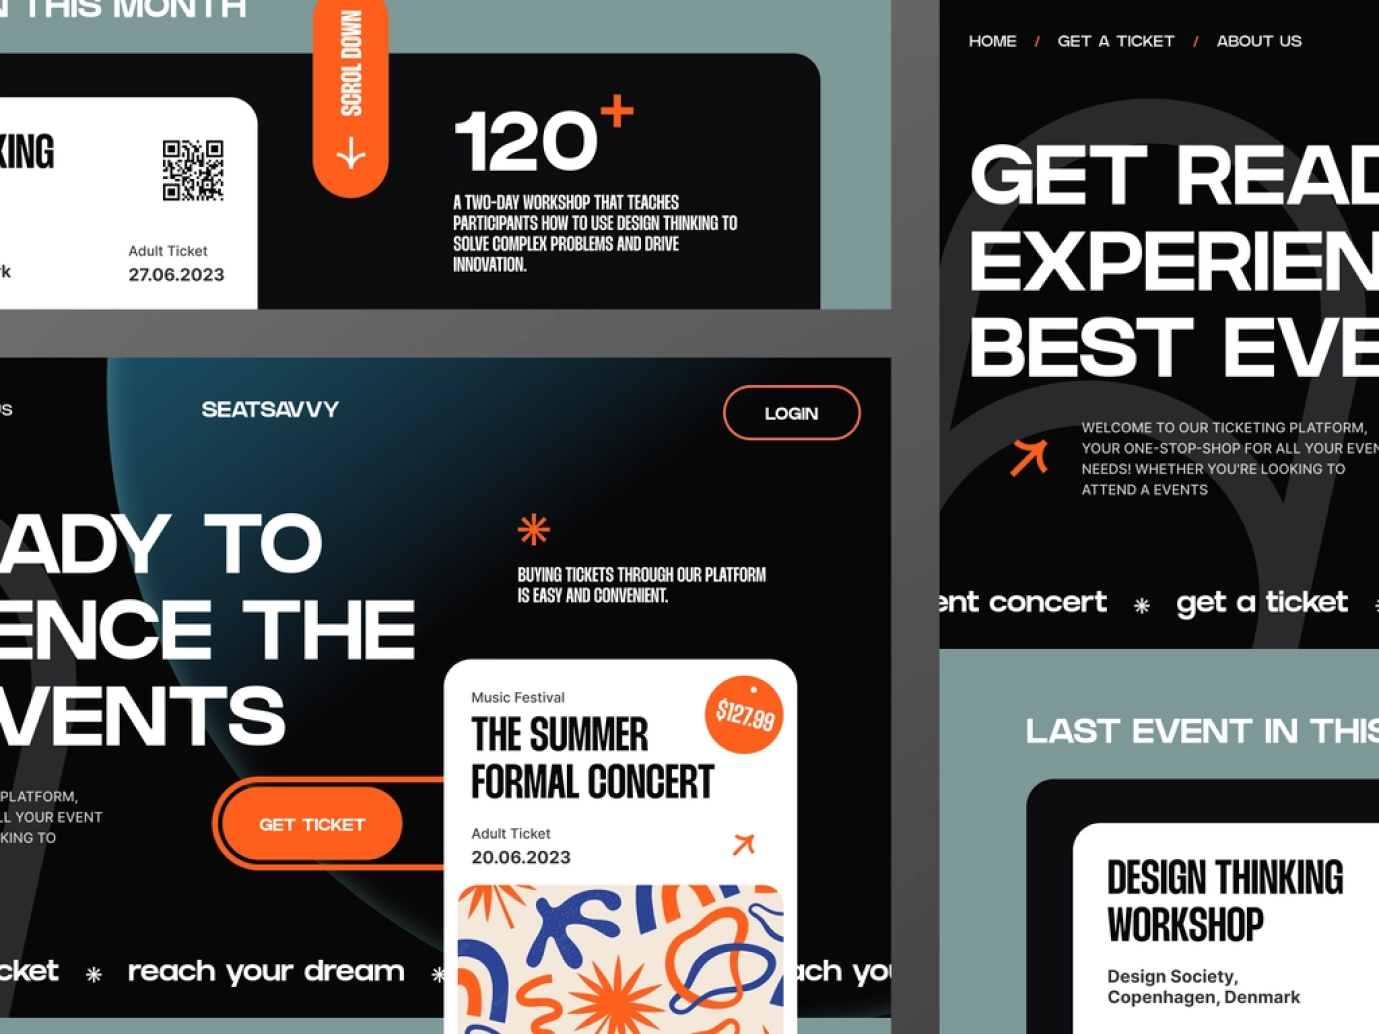 N THIS MONTH
KING
Adult Ticket
rk
27.06.2023
SCROL DOWN
120+
A TWO-DAY WORKSHOP THAT TEACHES
PARTICIPANTS HOW TO USE DESIGN THINKING TO
SOLVE COMPLEX PROBLEMS AND DRIVE
INNOVATION.
US
SEATSAVVY
LOGIN
ADY TO
ENCE THE
VENTS
BUYING TICKETS THROUGH OUR PLATFORM
IS EASY AND CONVENIENT.
PLATFORM,
LL YOUR EVENT
KING TO
GET TICKET
Music Festival
THE SUMMER
FORMAL CONCERT
$127.99
Adult Ticket
20.06.2023
cket * reach your dream * ach you
HOME / GET A TICKET / ABOUT US
GET READ
EXPERIEN
BEST EVE
WELCOME TO OUR TICKETING PLATFORM,
YOUR ONE-STOP-SHOP FOR ALL YOUR EVEN
NEEDS! WHETHER YOU'RE LOOKING TO
ATTEND A EVENTS
ent concert * get a ticket *
LAST EVENT IN THIS
DESIGN THINKING
WORKSHOP
Design Society,
Copenhagen, Denmark